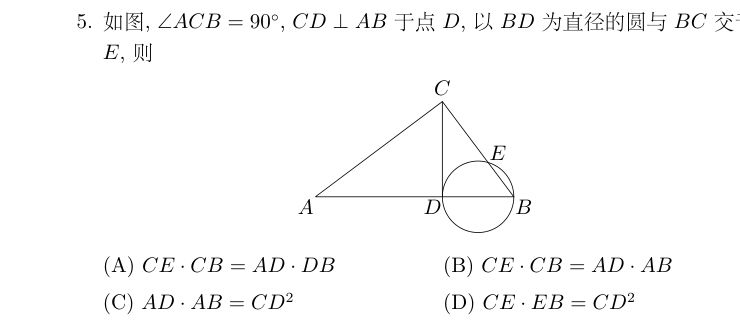 5. 如图, ∠ACB = 90°, CD ⊥ AB 于点 D, 以 BD 为直径的圆与 BC 交
E, 则
C
E
A
D
B
(A) CE · CB = AD · DB
(B) CE · CB = AD · AB
(C) AD · AB = CD²
(D) CE · EB = CD²